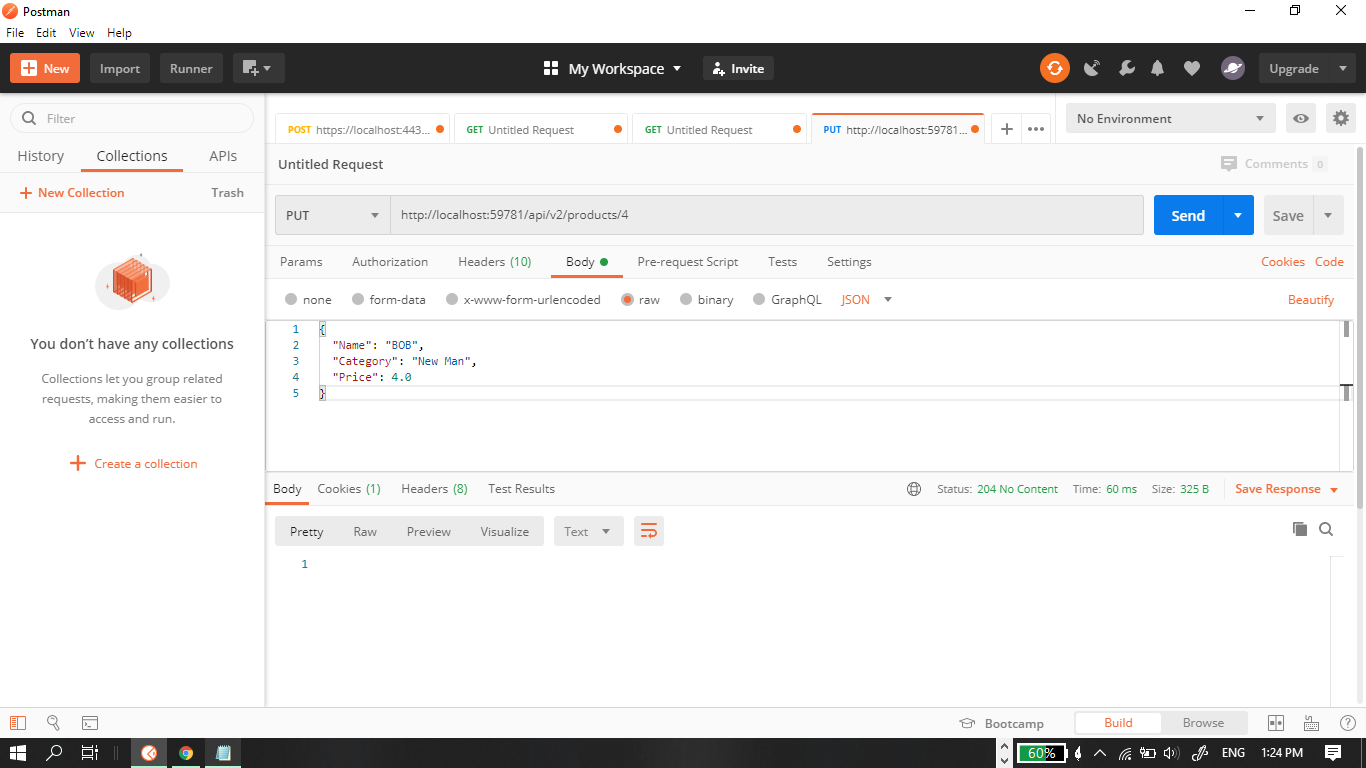 Postman
File Edit View Help
New Import Runner My Workspace Invite Upgrade
Filter
History Collections APIs
New Collection Trash
You don't have any collections
Collections let you group related
requests, making them easier to
access and run.
Create a collection
POST https://localhost:443... GET Untitled Request GET Untitled Request PUT http://localhost:59781... No Environment
Untitled Request Comments 0
PUT http://localhost:59781/api/v2/products/4 Send Save
Params Authorization Headers (10) Body Pre-request Script Tests Settings Cookies Code
none form-data x-www-form-urlencoded raw binary GraphQL JSON Beautify
1 {
2 "Name": "BOB",
3 "Category": "New Man",
4 "Price": 4.0
5 }
Body Cookies (1) Headers (8) Test Results Status: 204 No Content Time: 60 ms Size: 325 B Save Response
Pretty Raw Preview Visualize Text
1
Bootcamp Build Browse
60% ENG 1:24 PM